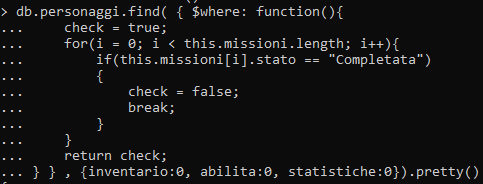 > db.personaggi.find( { $where: function(){
...     check = true;
...     for(i = 0; i < this.missioni.length; i++){
...         if(this.missioni[i].stato == "Completata")
...         {
...             check = false;
...             break;
...         }
...     }
...     return check;
... } } , {inventario:0, abilita:0, statistiche:0}).pretty()